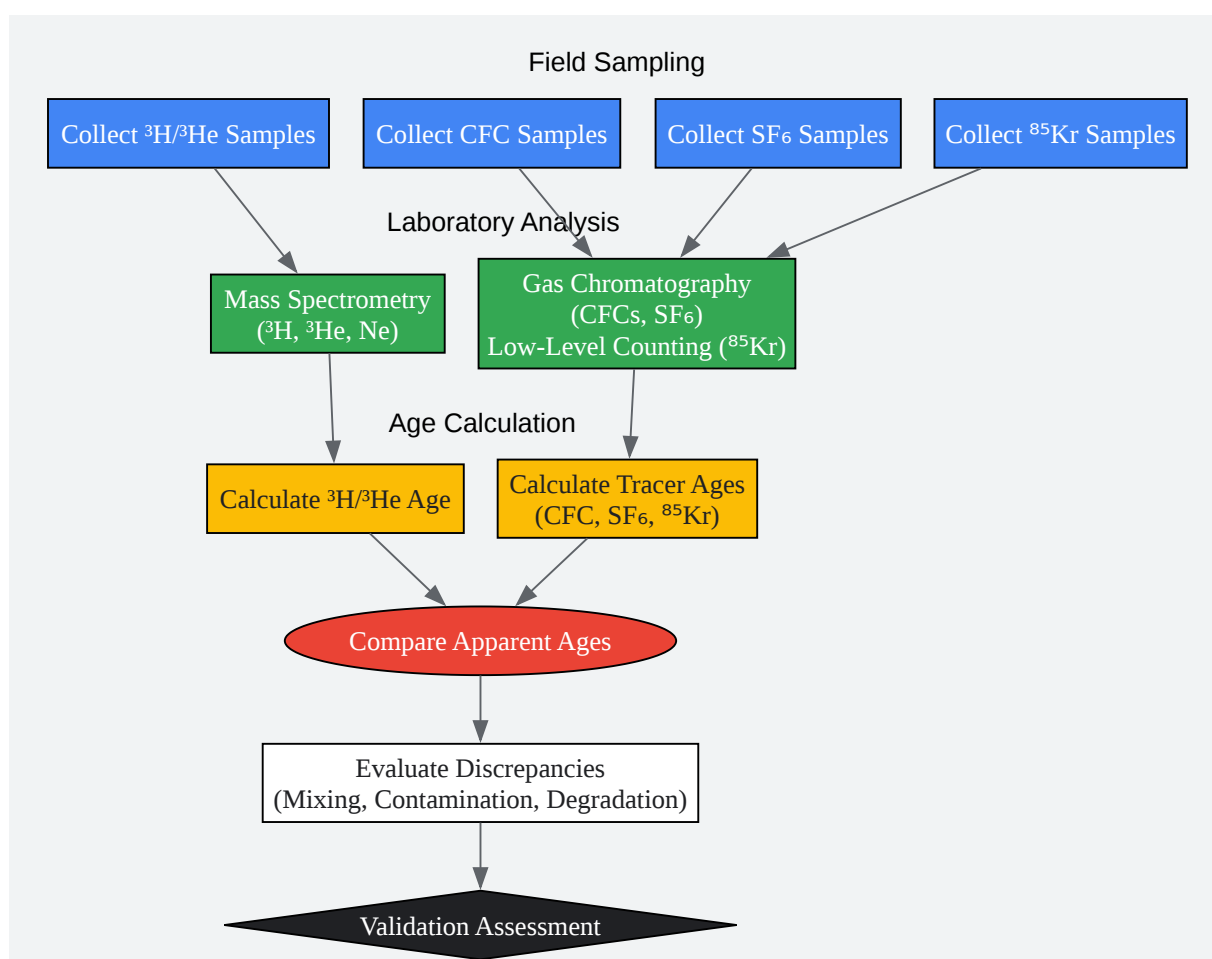 Field Sampling
Collect ³H/³He Samples
Collect CFC Samples
Collect SF₆ Samples
Collect ⁸⁵Kr Samples
Laboratory Analysis
Mass Spectrometry
(³H, ³He, Ne)
Gas Chromatography
(CFCs, SF₆)
Low-Level Counting (⁸⁵Kr)
Age Calculation
Calculate ³H/³He Age
Calculate Tracer Ages
(CFC, SF₆, ⁸⁵Kr)
Compare Apparent Ages
Evaluate Discrepancies
(Mixing, Contamination, Degradation)
Validation Assessment